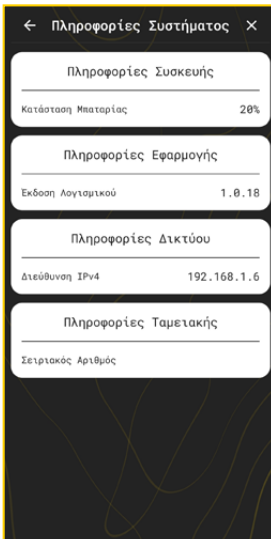 ← Πληροφορίες Συστήματος ×
Πληροφορίες Συσκευής
Κατάσταση Μπαταρίας 20%
Πληροφορίες Εφαρμογής
Έκδοση Λογισμικού 1.0.18
Πληροφορίες Δικτύου
Διεύθυνση IPv4 192.168.1.6
Πληροφορίες Ταμειακής
Σειριακός Αριθμός